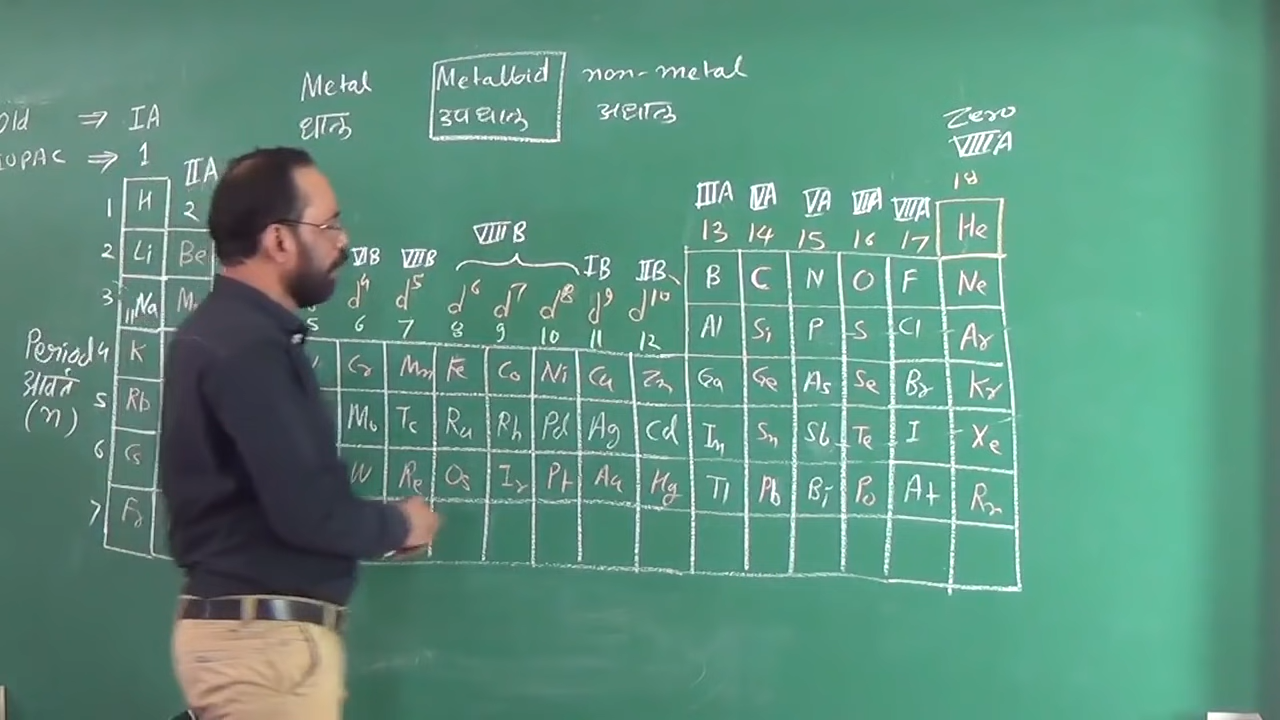 Metal Metalloid non-metal
धातु उपधातु अधातु
Old ⇒ IA
IUPAC ⇒ 1
IIA
2
Zero
VIIIA
18
IIIA IVA VA VIA VIIA
13 14 15 16 17
VIB VIIB VIIIB IB IIB
d4 d5 d6 d7 d8 d9 d10
5 6 7 8 9 10 11 12
1 H He
2 Li Be B C N O F Ne
3 11Na Al Si P S Cl Ar
Period 4 K Cr Mn Fe Co Ni Cu Zn Ga Ge As Se Br Kr
आवर्त
(n)
5 Rb Mo Tc Ru Rh Pd Ag Cd In Sn Sb Te I Xe
6 Cs W Re Os Ir Pt Au Hg Tl Pb Bi Po At Rn
7 Fr